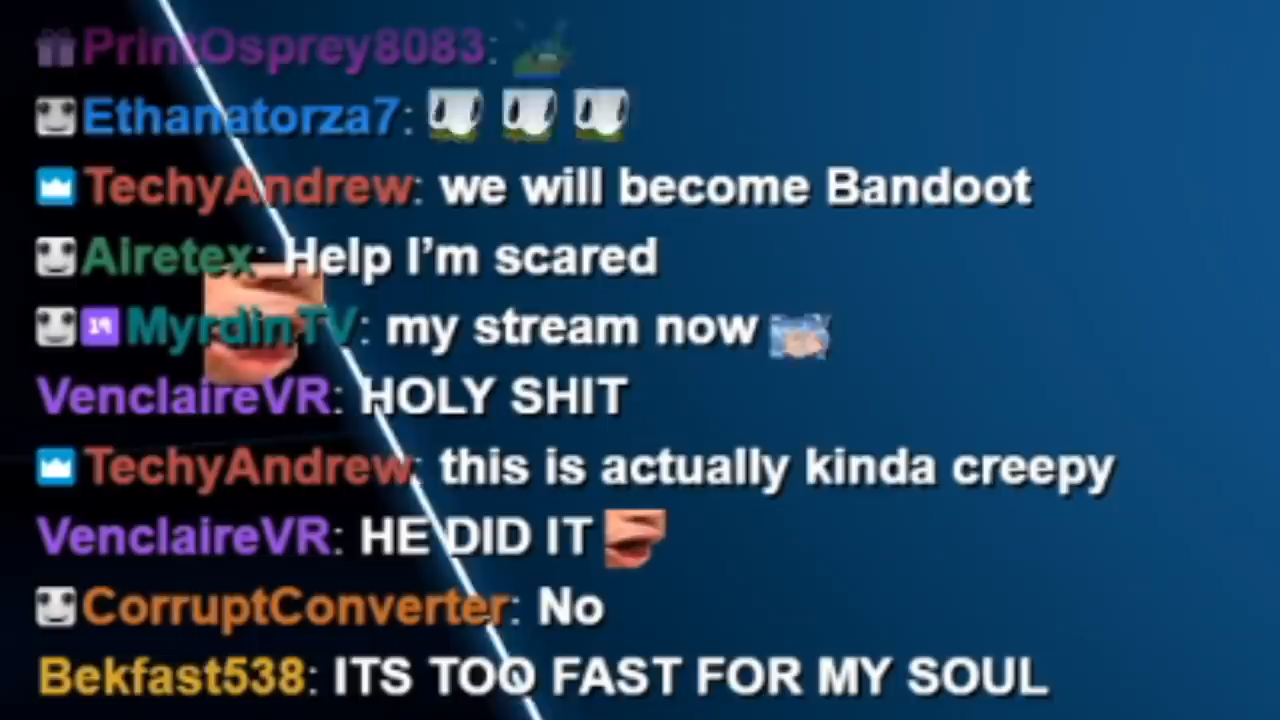 PrintOsprey8083:
Ethanatorza7:
TechyAndrew: we will become Bandoot
Airetex: Help I’m scared
19 MyrdinTV: my stream now
VenclaireVR: HOLY SHIT
TechyAndrew: this is actually kinda creepy
VenclaireVR: HE DID IT
CorruptConverter: No
Bekfast538: ITS TOO FAST FOR MY SOUL